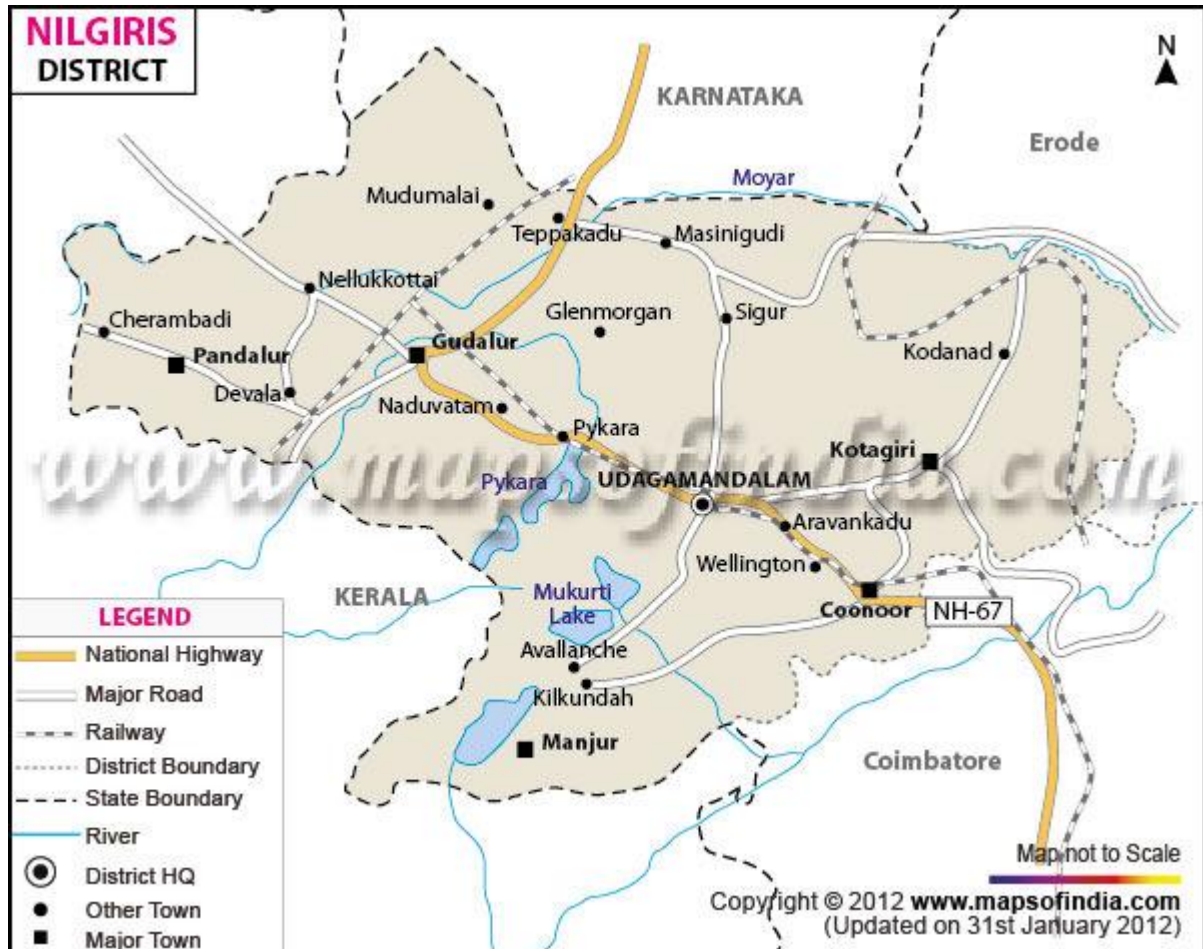 NILGIRIS
DISTRICT
N
KARNATAKA
Erode
Moyar
Mudumalai
Teppakadu
Masinigudi
Nellukkottai
Cherambadi
Glenmorgan
Sigur
Pandalur
Gudalur
Kodanad
Devala
Naduvatam
Pykara
Kotagiri
www.mapsofindia.com
Pykara
UDAGAMANDALAM
Aravankadu
Wellington
KERALA
Mukurti
Lake
Coonoor
NH-67
Avallanche
Kilkundah
Manjur
Coimbatore
LEGEND
National Highway
Major Road
Railway
District Boundary
State Boundary
River
District HQ
Other Town
Major Town
Map not to Scale
Copyright © 2012 www.mapsofindia.com
(Updated on 31st January 2012)